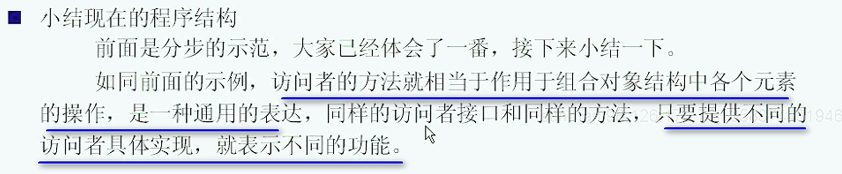 小结现在的程序结构
前面是分步的示范，大家已经体会了一番，接下来小结一下。
如同前面的示例，访问者的方法就相当于作用于组合对象结构中各个元素
的操作，是一种通用的表达，同样的访问者接口和同样的方法，只要提供不同的
访问者具体实现，就表示不同的功能。